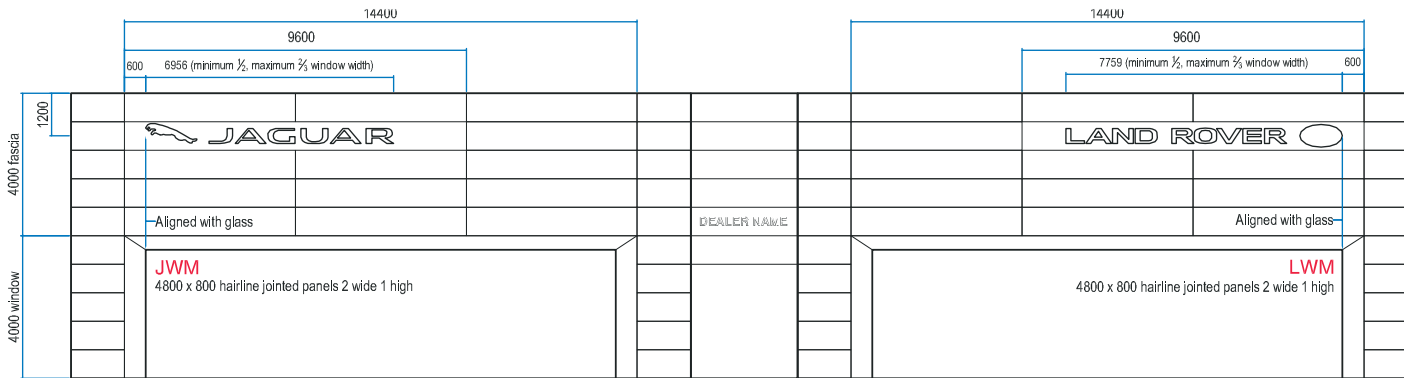 14400
14400
9600
9600
600
6956 (minimum ½, maximum ⅔ window width)
7759 (minimum ½, maximum ⅔ window width)
600
1200
4000 fascia
JAGUAR
LAND ROVER
Aligned with glass
DEALER NAME
Aligned with glass
4000 window
JWM
4800 x 800 hairline jointed panels 2 wide 1 high
LWM
4800 x 800 hairline jointed panels 2 wide 1 high